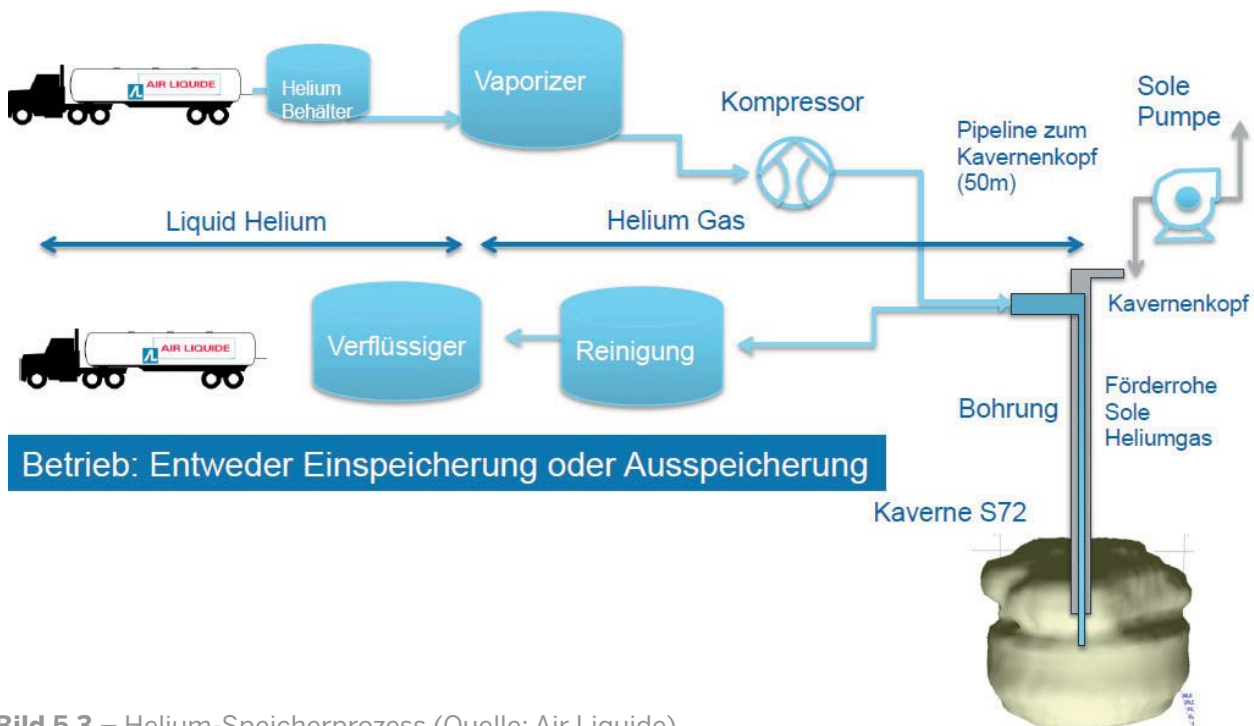 AIR LIQUIDE
Helium
Behälter
Vaporizer
Kompressor
Sole
Pumpe
Pipeline zum
Kavernenkopf
(50m)
Liquid Helium
Helium Gas
AIR LIQUIDE
Verflüssiger
Reinigung
Kavernenkopf
Bohrung
Förderrohe
Sole
Heliumgas
Betrieb: Entweder Einspeicherung oder Ausspeicherung
Kaverne S72
Bild 5.3 – Helium-Speicherprozess (Quelle: Air Liquide)